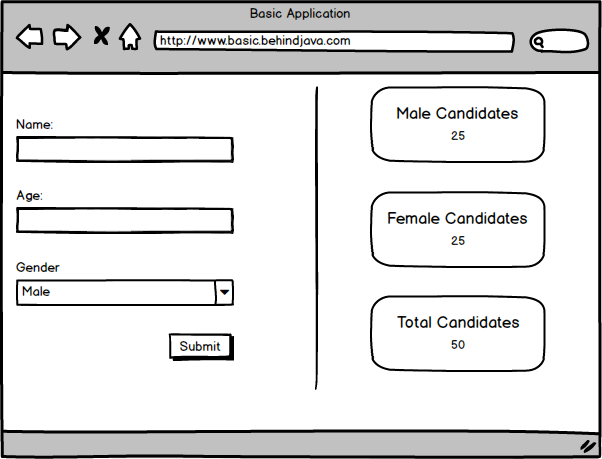 Basic Application
http://www.basic.behindjava.com
Name:
Age:
Gender
Male
Submit
Male Candidates
25
Female Candidates
25
Total Candidates
50